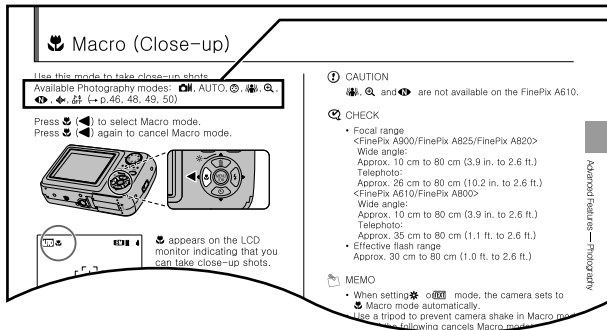 Macro (Close-up)
Use this mode to take close-up shots.
Available Photography modes: AUTO,
(→ p.46, 48, 49, 50)
Press (◀) to select Macro mode.
Press (◀) again to cancel Macro mode.
appears on the LCD
monitor indicating that you
can take close-up shots.
CAUTION
, and are not available on the FinePix A610.
CHECK
• Focal range
<FinePix A900/FinePix A825/FinePix A820>
Wide angle:
Approx. 10 cm to 80 cm (3.9 in. to 2.6 ft.)
Telephoto:
Approx. 26 cm to 80 cm (10.2 in. to 2.6 ft.)
<FinePix A610/FinePix A800>
Wide angle:
Approx. 10 cm to 80 cm (3.9 in. to 2.6 ft.)
Telephoto:
Approx. 35 cm to 80 cm (1.1 ft. to 2.6 ft.)
• Effective flash range
Approx. 30 cm to 80 cm (1.0 ft. to 2.6 ft.)
MEMO
• When setting or TEXT mode, the camera sets to
Macro mode automatically.
Use a tripod to prevent camera shake in Macro
the following cancels Macro
Advanced Features — Photography